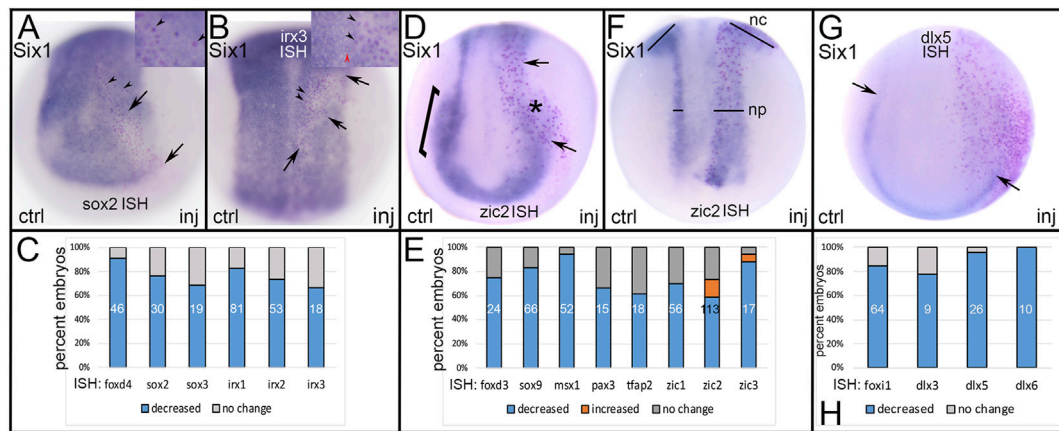 A
Six1
ctrl
sox2 ISH
inj
B
Six1
irx3
ISH
ctrl
inj
D
Six1
*
ctrl
zic2 ISH
inj
F
Six1
nc
np
ctrl
zic2 ISH
inj
G
Six1
dlx5
ISH
ctrl
inj
C
percent embryos
100%
80%
60%
40%
20%
0%
46 30 19 81 53 18
ISH: foxd4 sox2 sox3 irx1 irx2 irx3
decreased no change
E
percent embryos
100%
80%
60%
40%
20%
0%
24 66 52 15 18 56 113 17
ISH: foxd3 sox9 msx1 pax3 tfap2 zic1 zic2 zic3
decreased increased no change
H
percent embryos
100%
80%
60%
40%
20%
0%
64 9 26 10
ISH: foxi1 dlx3 dlx5 dlx6
decreased no change